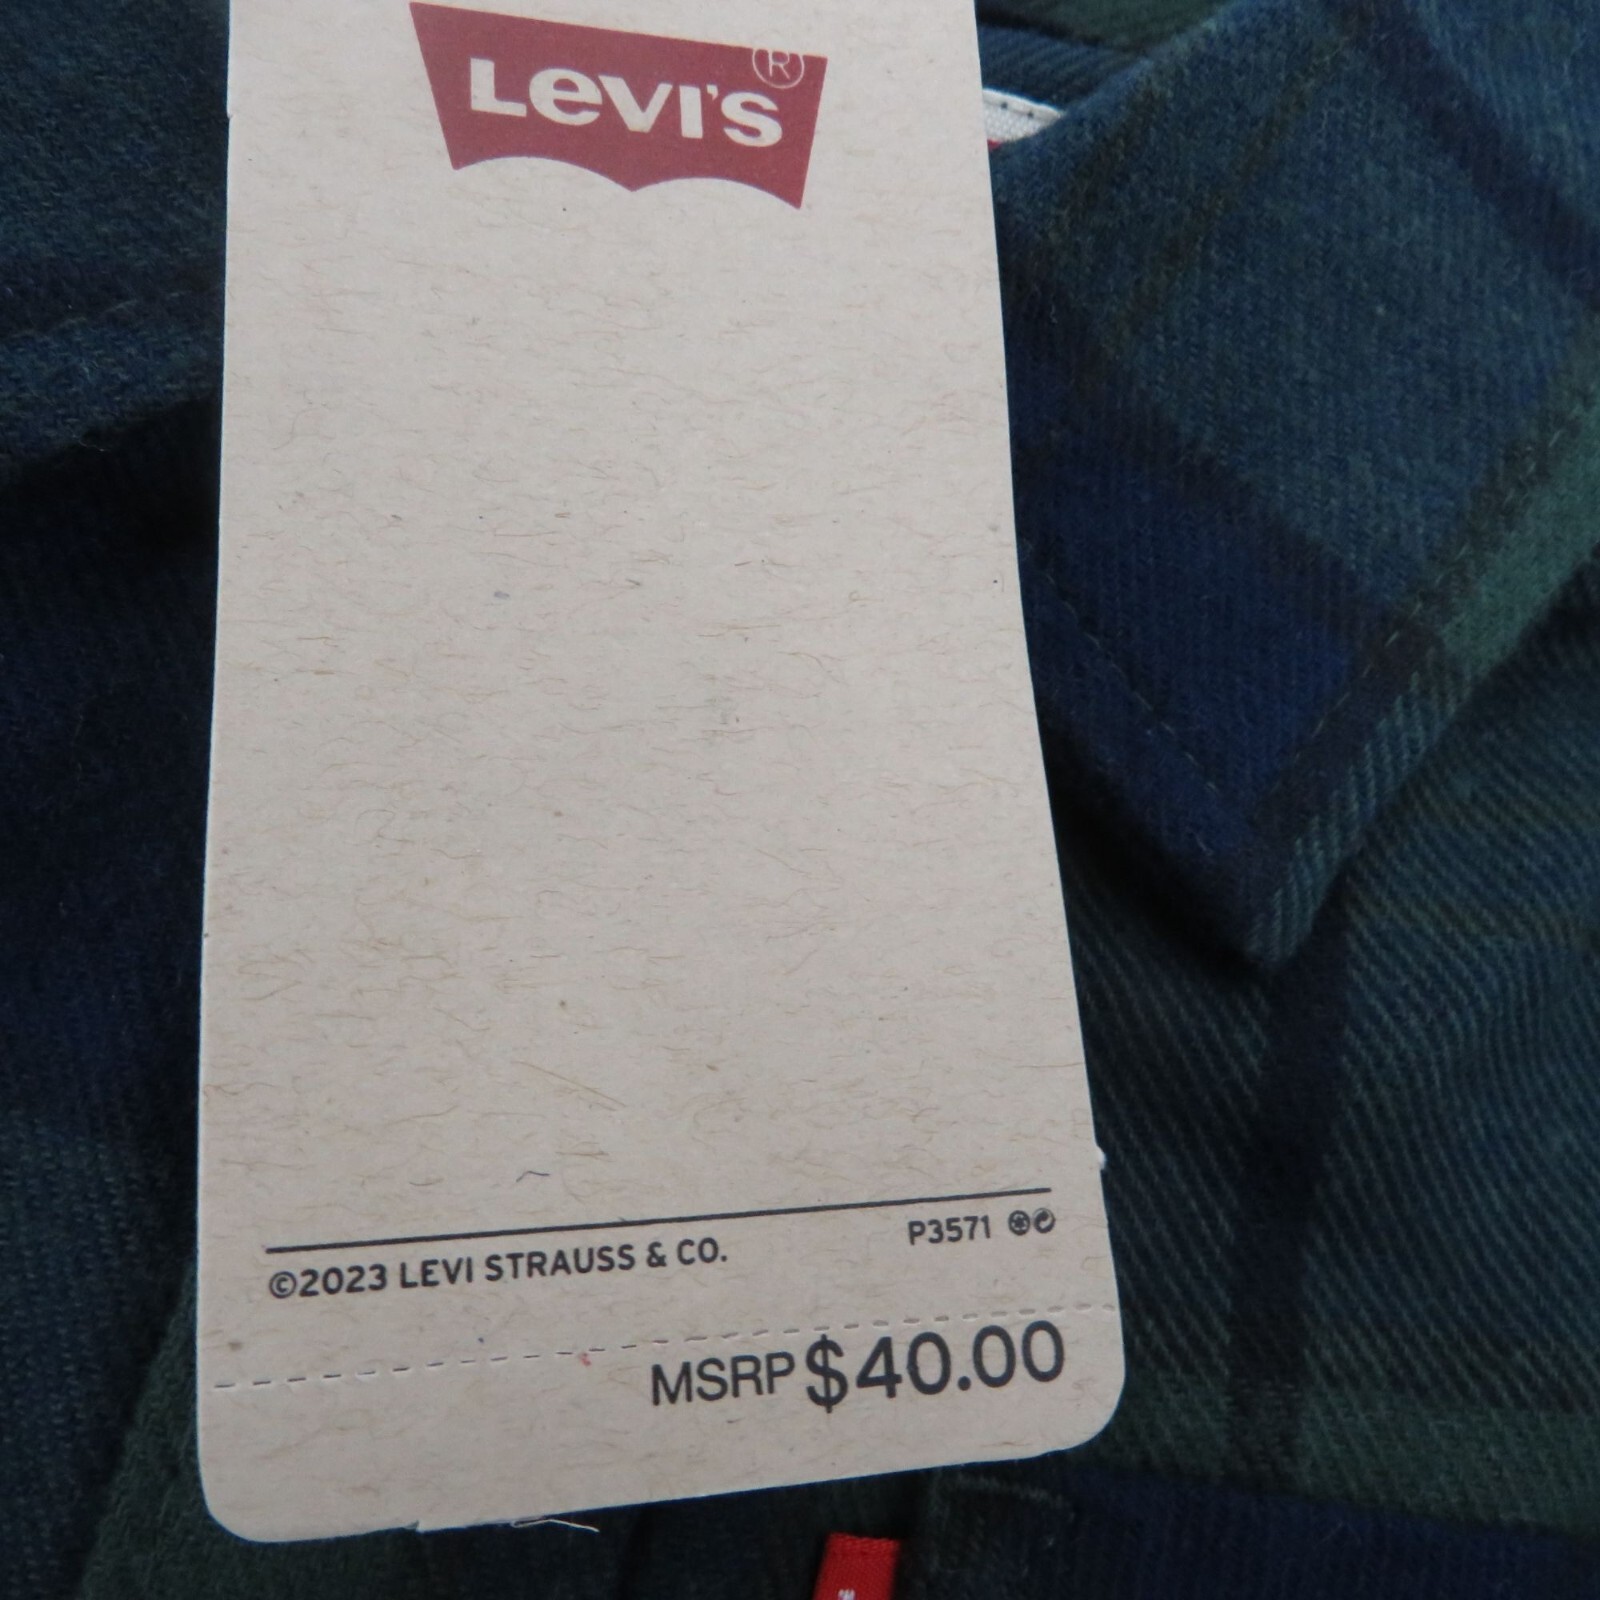 LEVI'S ®
P3571
©2023 LEVI STRAUSS & CO.
MSRP $40.00